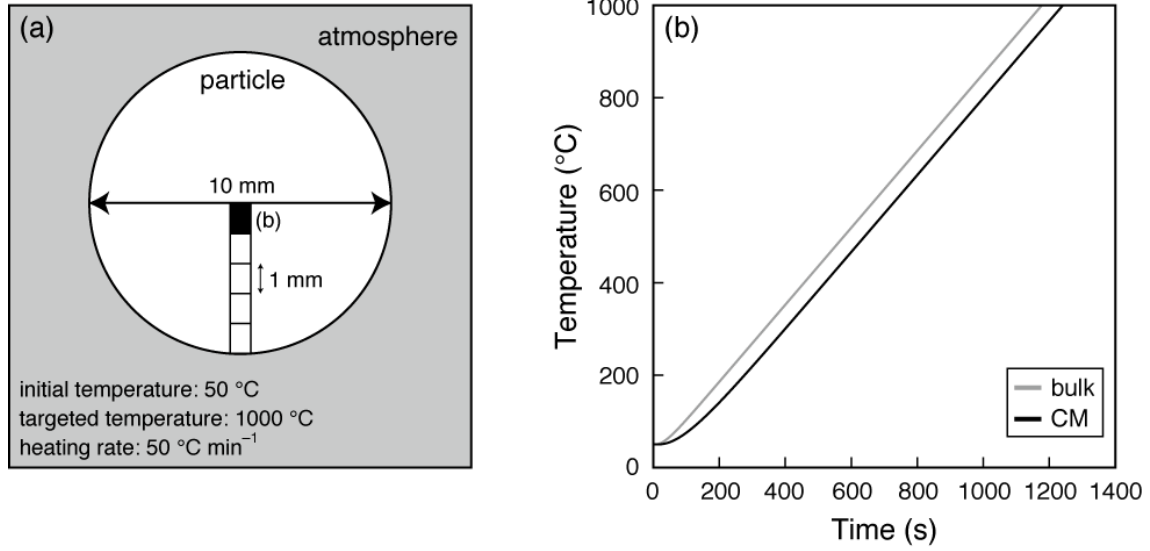 (a)
atmosphere
particle
10 mm
(b)
1 mm
initial temperature: 50 °C
targeted temperature: 1000 °C
heating rate: 50 °C min⁻¹
(b)
1000
800
600
400
200
0
Temperature (°C)
bulk
CM
0 200 400 600 800 1000 1200 1400
Time (s)